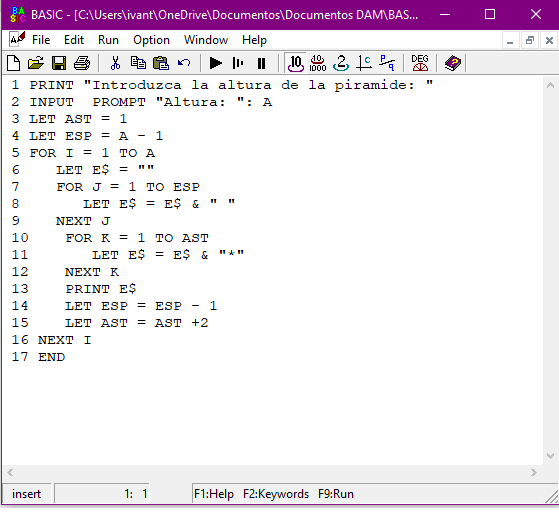 BASIC - [C:\Users\ivant\OneDrive\Documentos\Documentos DAM\BAS...
File Edit Run Option Window Help
10 10 1000 2 C P/q DEG
1 PRINT "Introduzca la altura de la piramide: "
2 INPUT  PROMPT "Altura: ": A
3 LET AST = 1
4 LET ESP = A - 1
5 FOR I = 1 TO A
6    LET E$ = ""
7    FOR J = 1 TO ESP
8       LET E$ = E$ & " "
9    NEXT J
10    FOR K = 1 TO AST
11       LET E$ = E$ & "*"
12    NEXT K
13    PRINT E$
14    LET ESP = ESP - 1
15    LET AST = AST +2
16 NEXT I
17 END
insert 1: 1 F1:Help F2:Keywords F9:Run